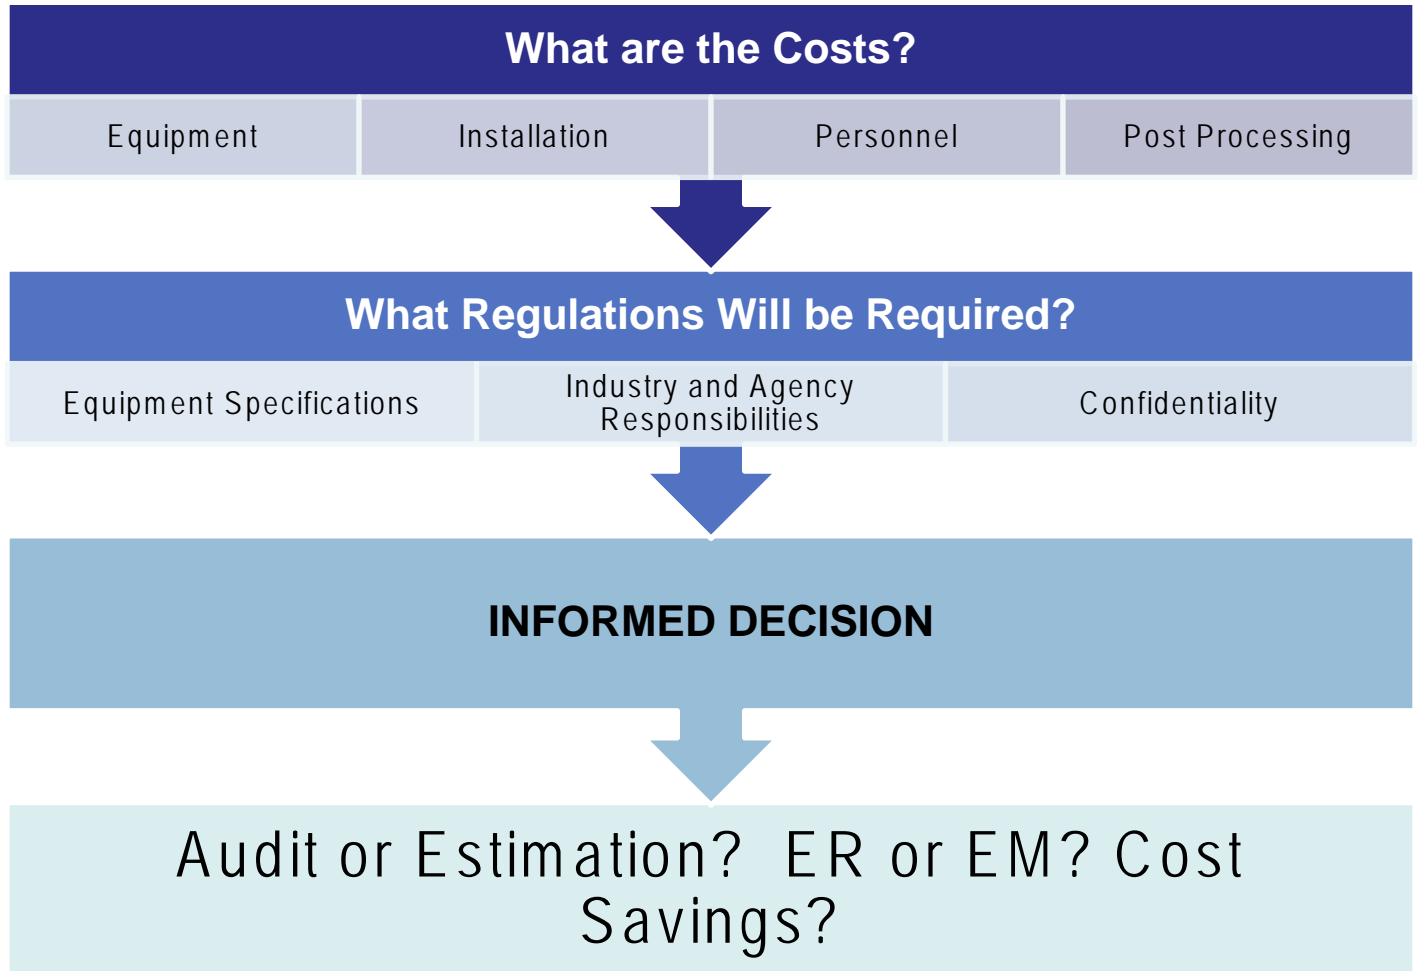 What are the Costs?
Equipment
Installation
Personnel
Post Processing
What Regulations Will be Required?
Equipment Specifications
Industry and Agency
Responsibilities
Confidentiality
INFORMED DECISION
Audit or Estimation? ER or EM? Cost
Savings?